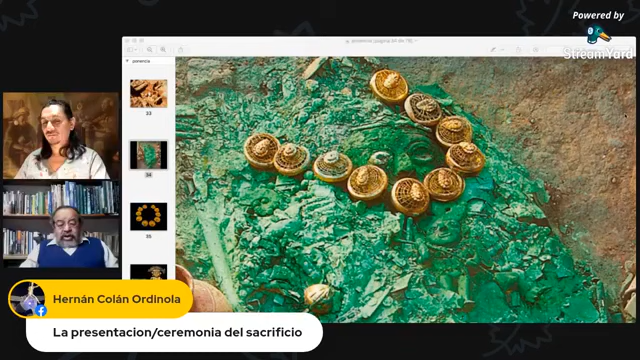 Powered by
StreamYard
ponencia
33
34
35
Hernán Colán Ordinola
La presentacion/ceremonia del sacrificio